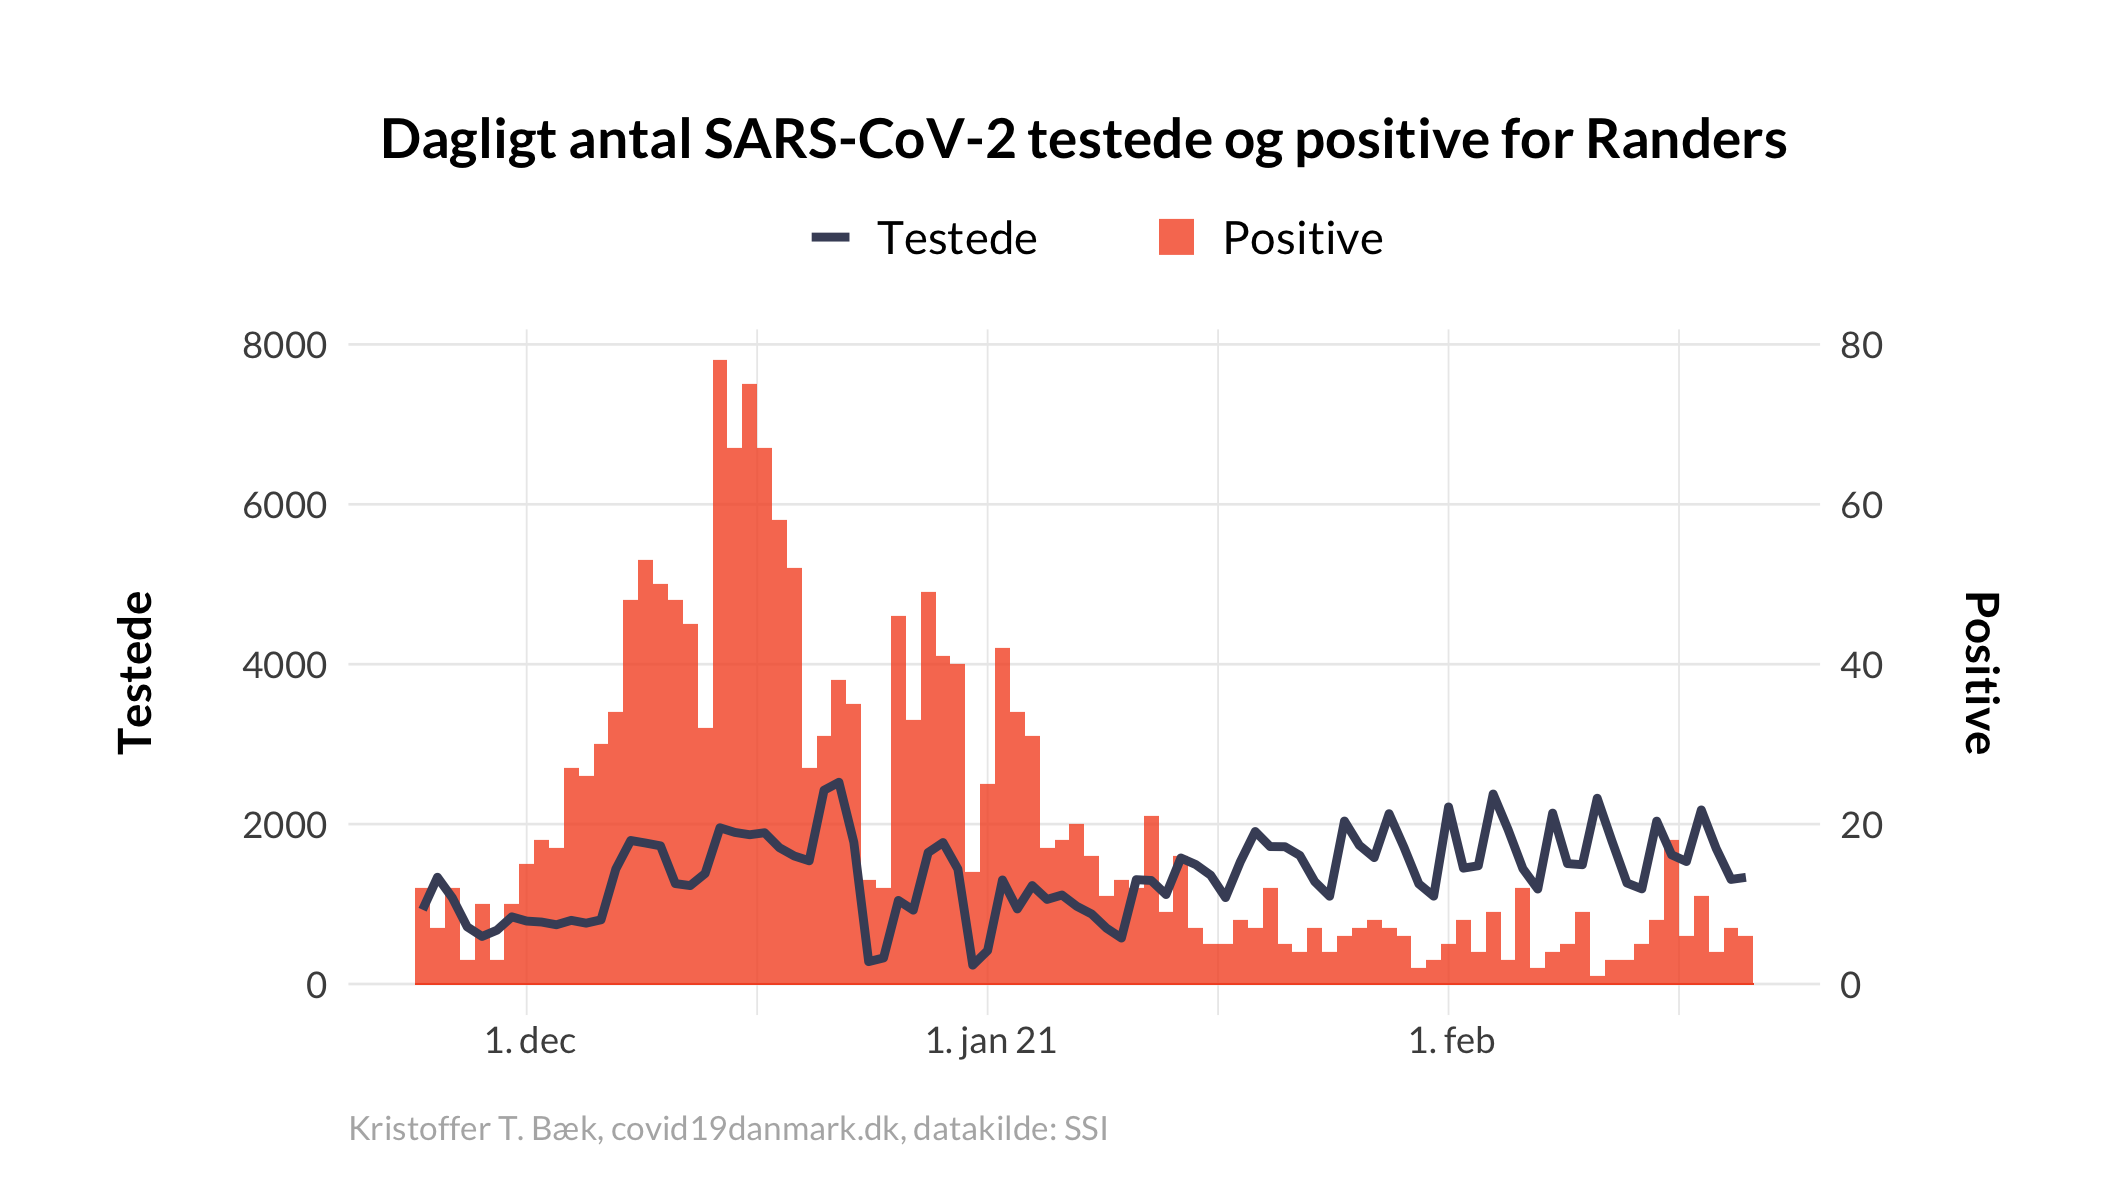 Dagligt antal SARS-CoV-2 testede og positive for Randers
Testede
Positive
8000
6000
4000
2000
0
80
60
40
20
0
Testede
Positive
1. dec
1. jan 21
1. feb
Kristoffer T. Bæk, covid19danmark.dk, datakilde: SSI